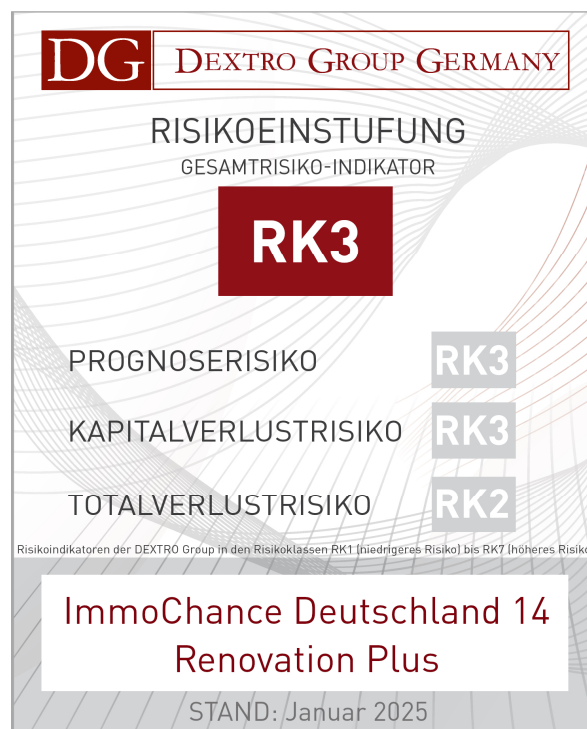 DG DEXTRO GROUP GERMANY
RISIKOEINSTUFUNG
GESAMTRISIKO-INDIKATOR
RK3
PROGNOSERISIKO RK3
KAPITALVERLUSTRISIKO RK3
TOTALVERLUSTRISIKO RK2
Risikoindikatoren der DEXTRO Group in den Risikoklassen RK1 (niedrigeres Risiko) bis RK7 (höheres Risiko
ImmoChance Deutschland 14
Renovation Plus
STAND: Januar 2025